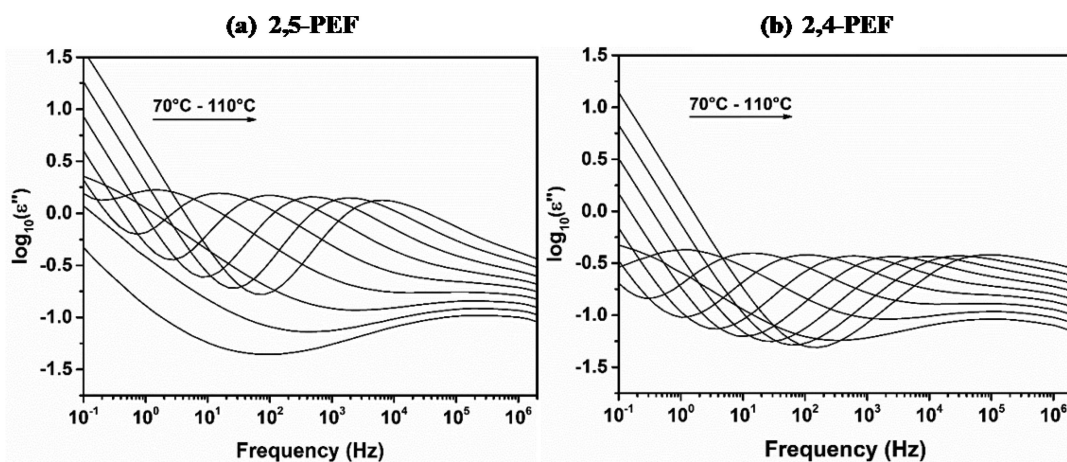 (a) 2,5-PEF
1.5
1.0
0.5
0.0
-0.5
-1.0
-1.5
log₁₀(ε'')
70°C - 110°C
10⁻¹ 10⁰ 10¹ 10² 10³ 10⁴ 10⁵ 10⁶
Frequency (Hz)
(b) 2,4-PEF
1.5
1.0
0.5
0.0
-0.5
-1.0
-1.5
log₁₀(ε'')
70°C - 110°C
10⁻¹ 10⁰ 10¹ 10² 10³ 10⁴ 10⁵ 10⁶
Frequency (Hz)